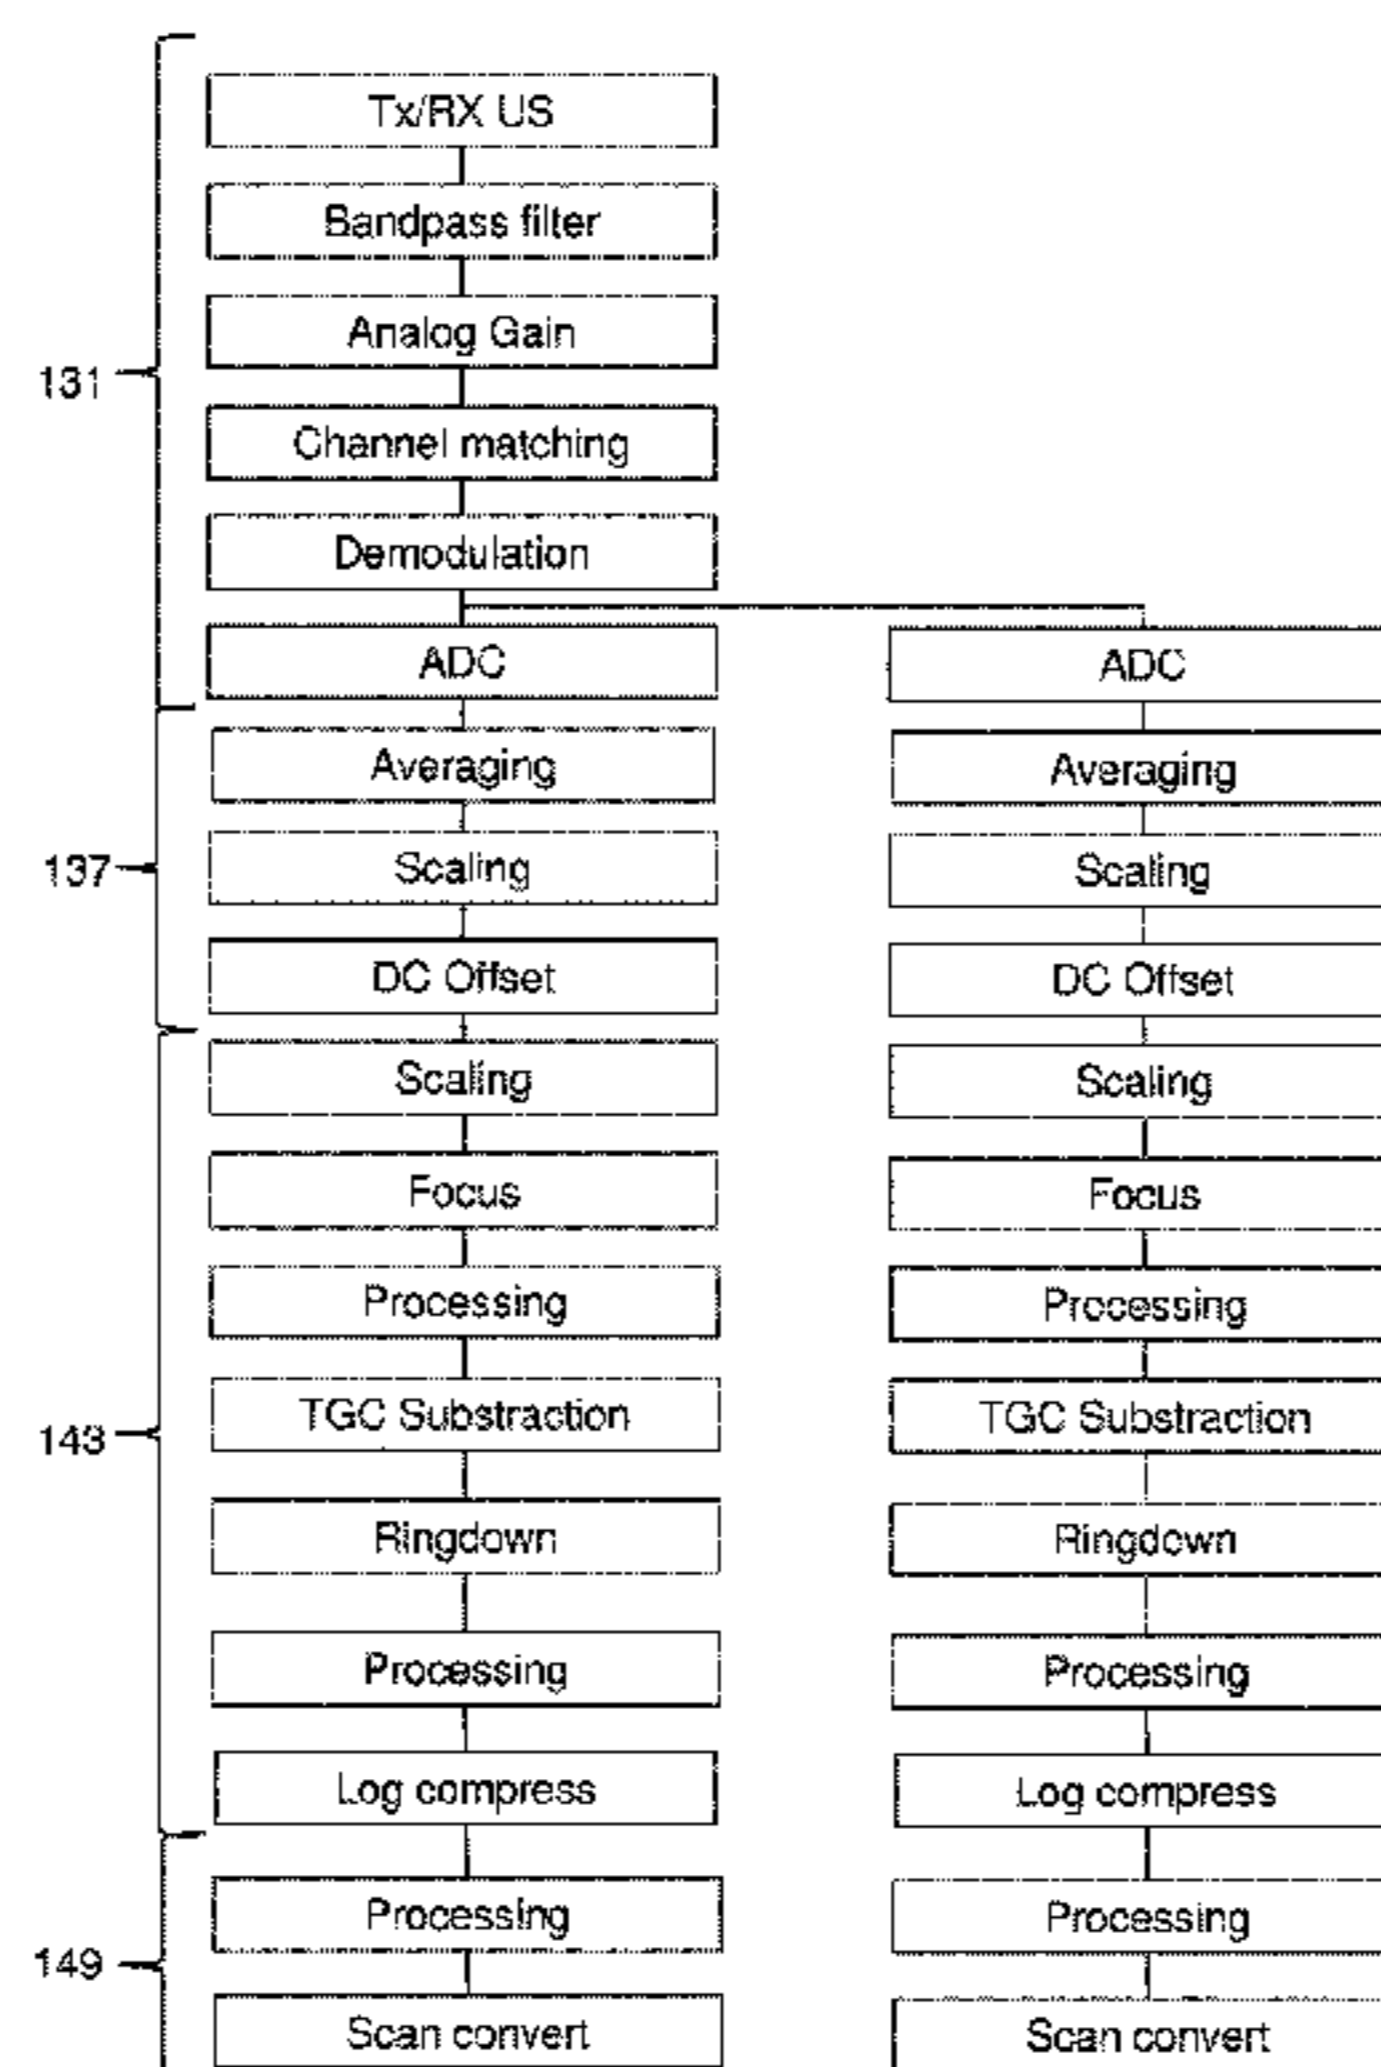 Tx/RX US
Bandpass filter
Analog Gain
131
Channel matching
Demodulation
ADC
ADC
Averaging
Averaging
137
Scaling
Scaling
DC Offset
DC Offset
Scaling
Scaling
Focus
Focus
Processing
Processing
143
TGC Substraction
TGC Substraction
Ringdown
Ringdown
Processing
Processing
Log compress
Log compress
Processing
Processing
149
Scan convert
Scan convert